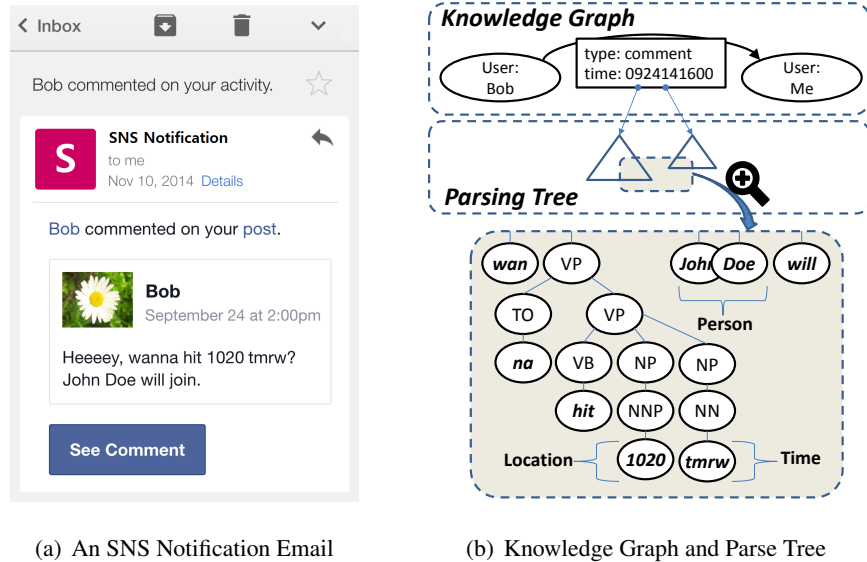 Inbox
Bob commented on your activity.
S
SNS Notification
to me
Nov 10, 2014 Details
Bob commented on your post.
Bob
September 24 at 2:00pm
Heeeey, wanna hit 1020 tmrw?
John Doe will join.
See Comment
(a) An SNS Notification Email
Knowledge Graph
User:
Bob
type: comment
time: 0924141600
User:
Me
Parsing Tree
wan VP John Doe will
TO VP Person
na VB NP NP
hit NNP NN
Location 1020 tmrw Time
(b) Knowledge Graph and Parse Tree